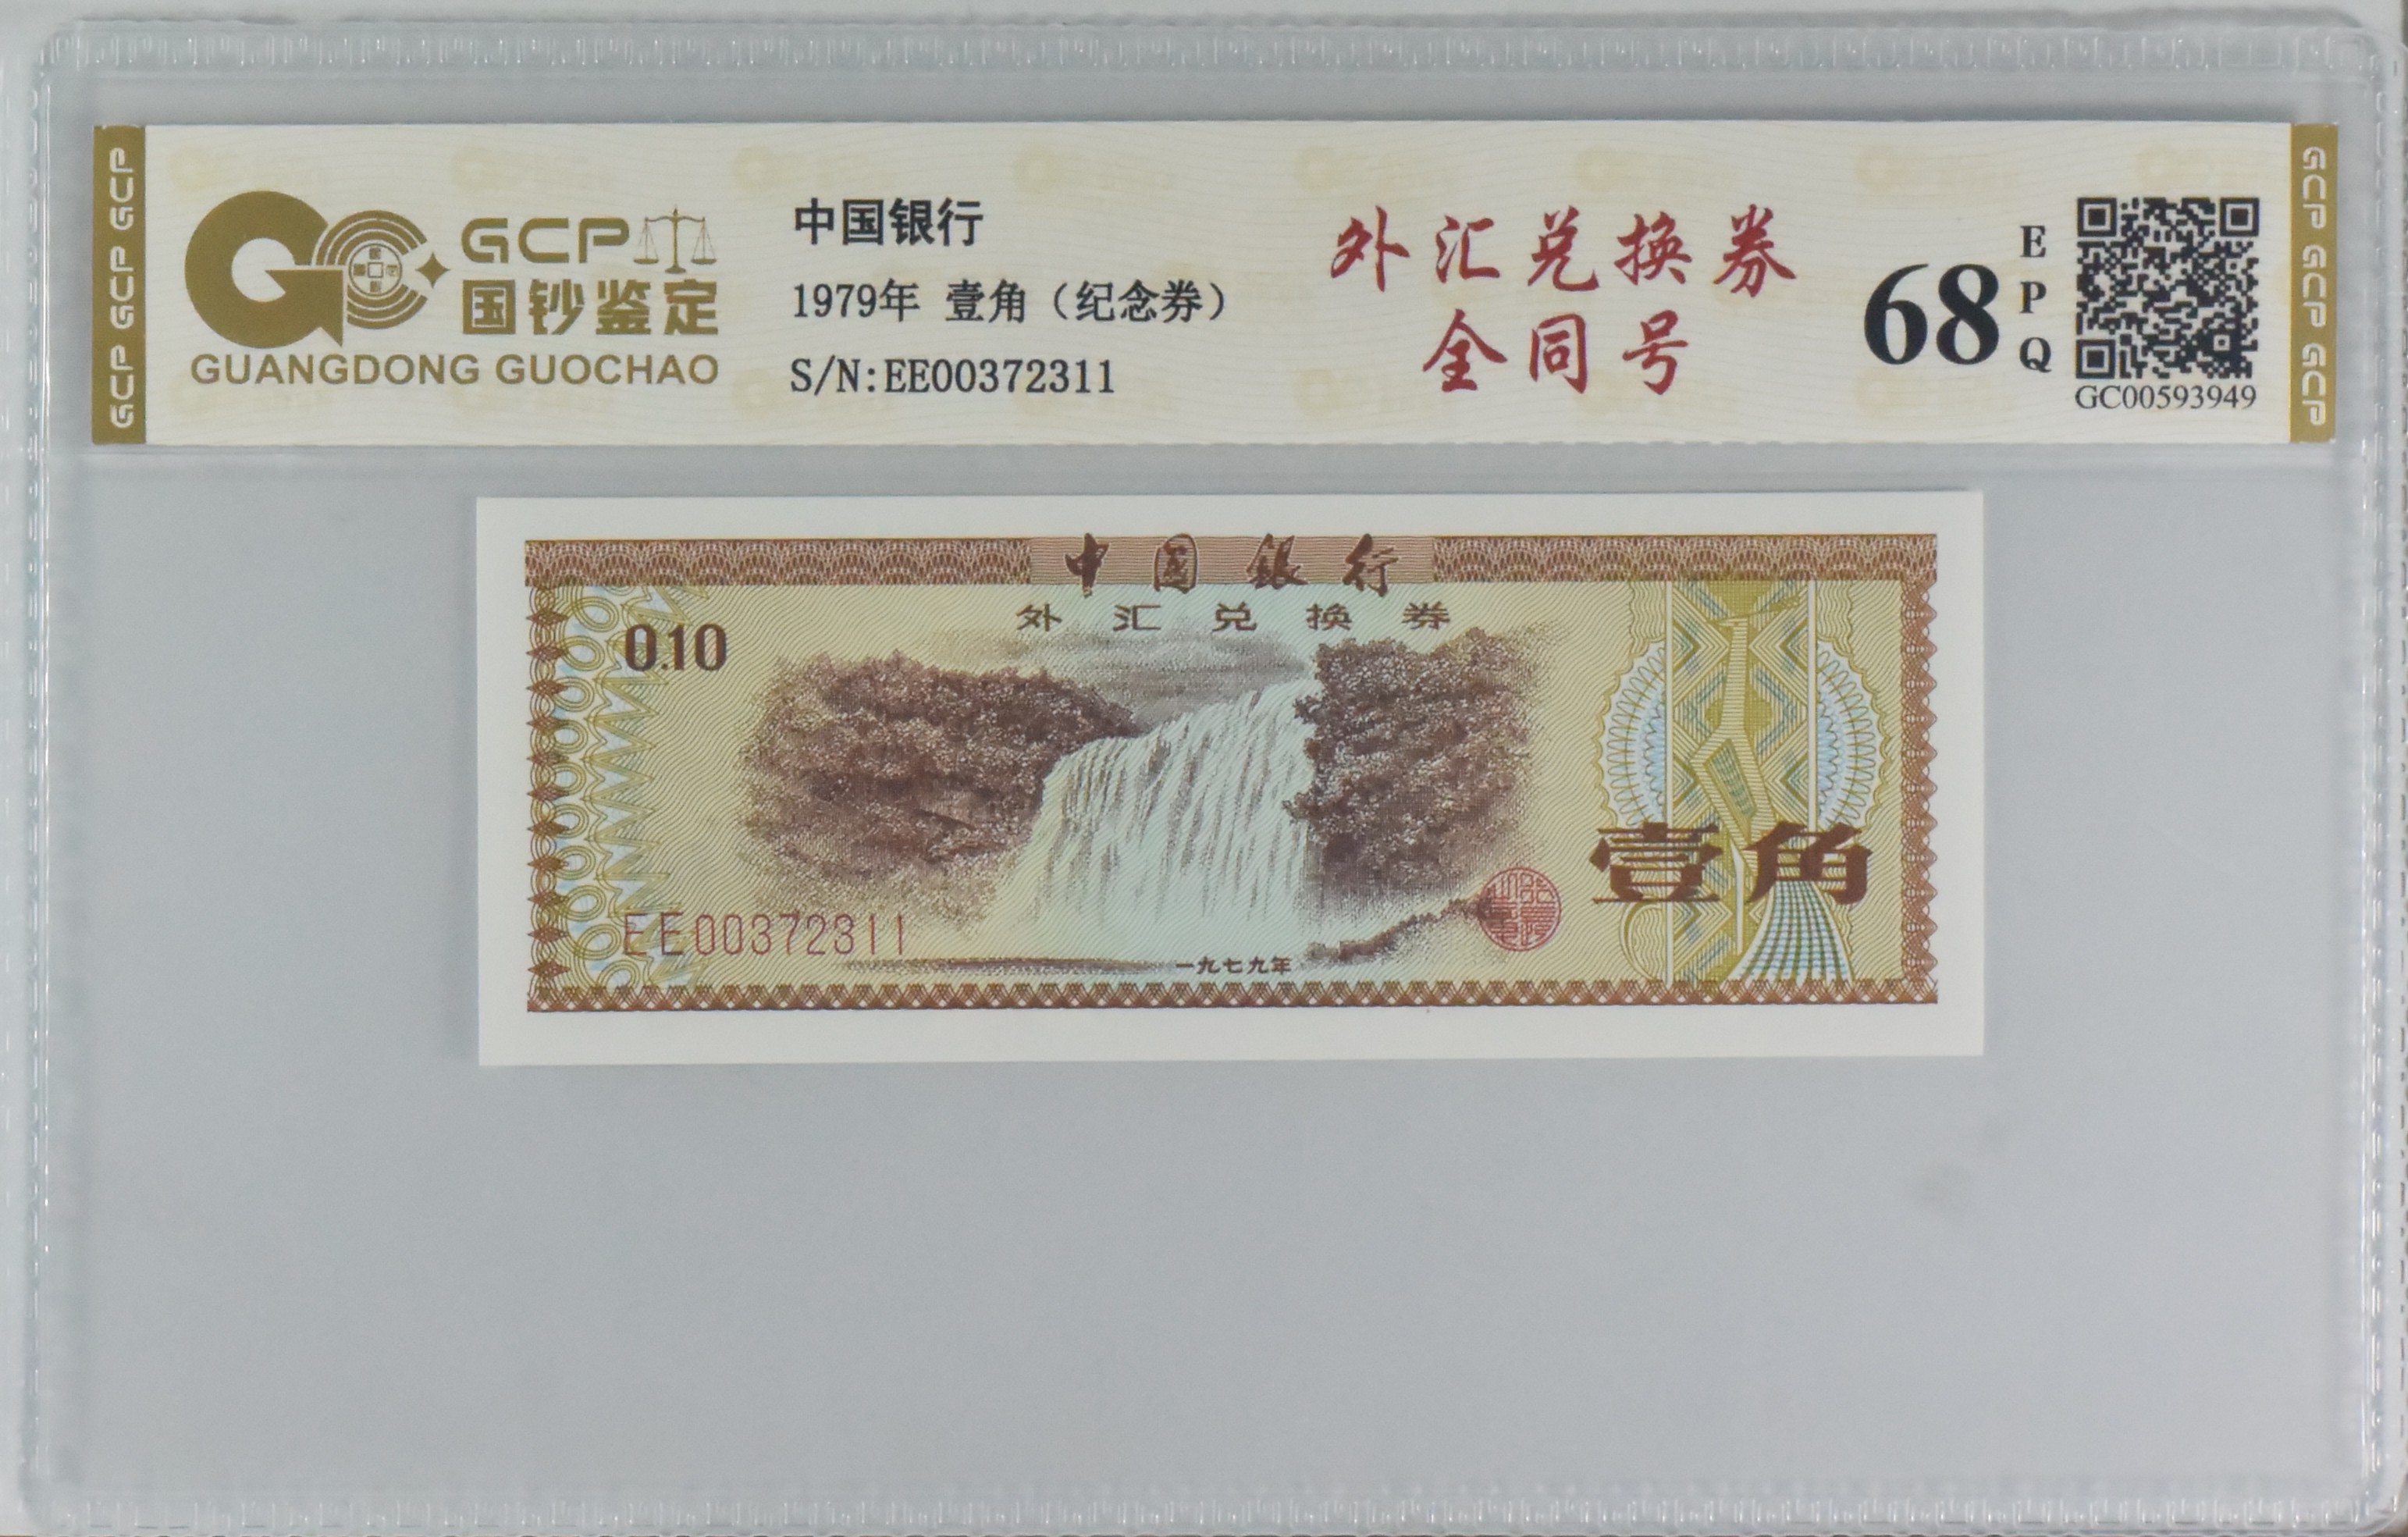 GCP GCP GCP
GCP
国钞鉴定
GUANGDONG GUOCHAO
中国银行
1979年 壹角（纪念券）
S/N:EE00372311
外汇兑换券
全同号
68
E
P
Q
GC00593949
GCP GCP GCP
中国銀行
外汇兑换券
0.10
壹角
EE00372311
一九七九年